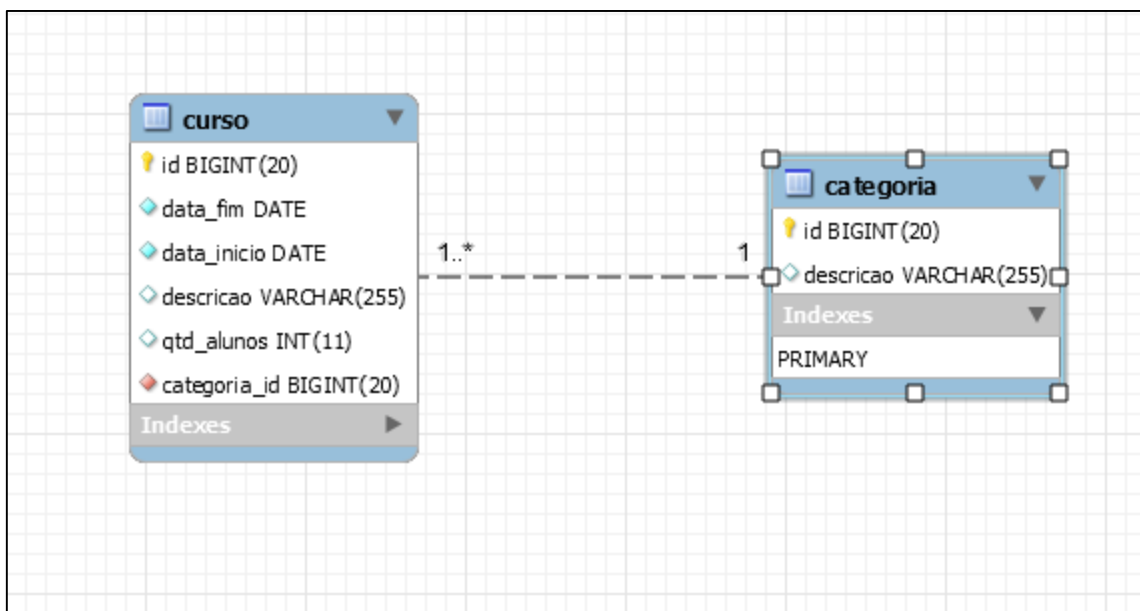 curso
id BIGINT(20)
data_fim DATE
data_inicio DATE
descricao VARCHAR(255)
qtd_alunos INT(11)
categoria_id BIGINT(20)
Indexes
1..*
1
categoria
id BIGINT(20)
descricao VARCHAR(255)
Indexes
PRIMARY